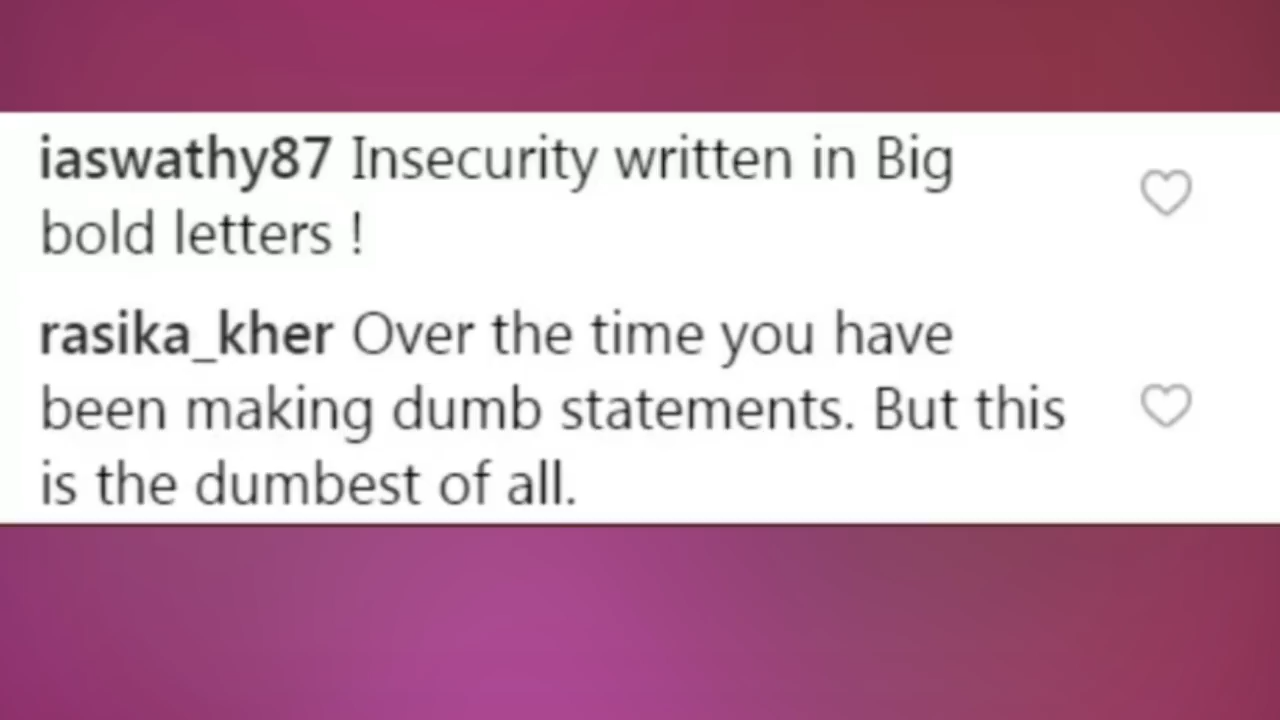 iaswathy87 Insecurity written in Big
bold letters !
rasika_kher Over the time you have
been making dumb statements. But this
is the dumbest of all.